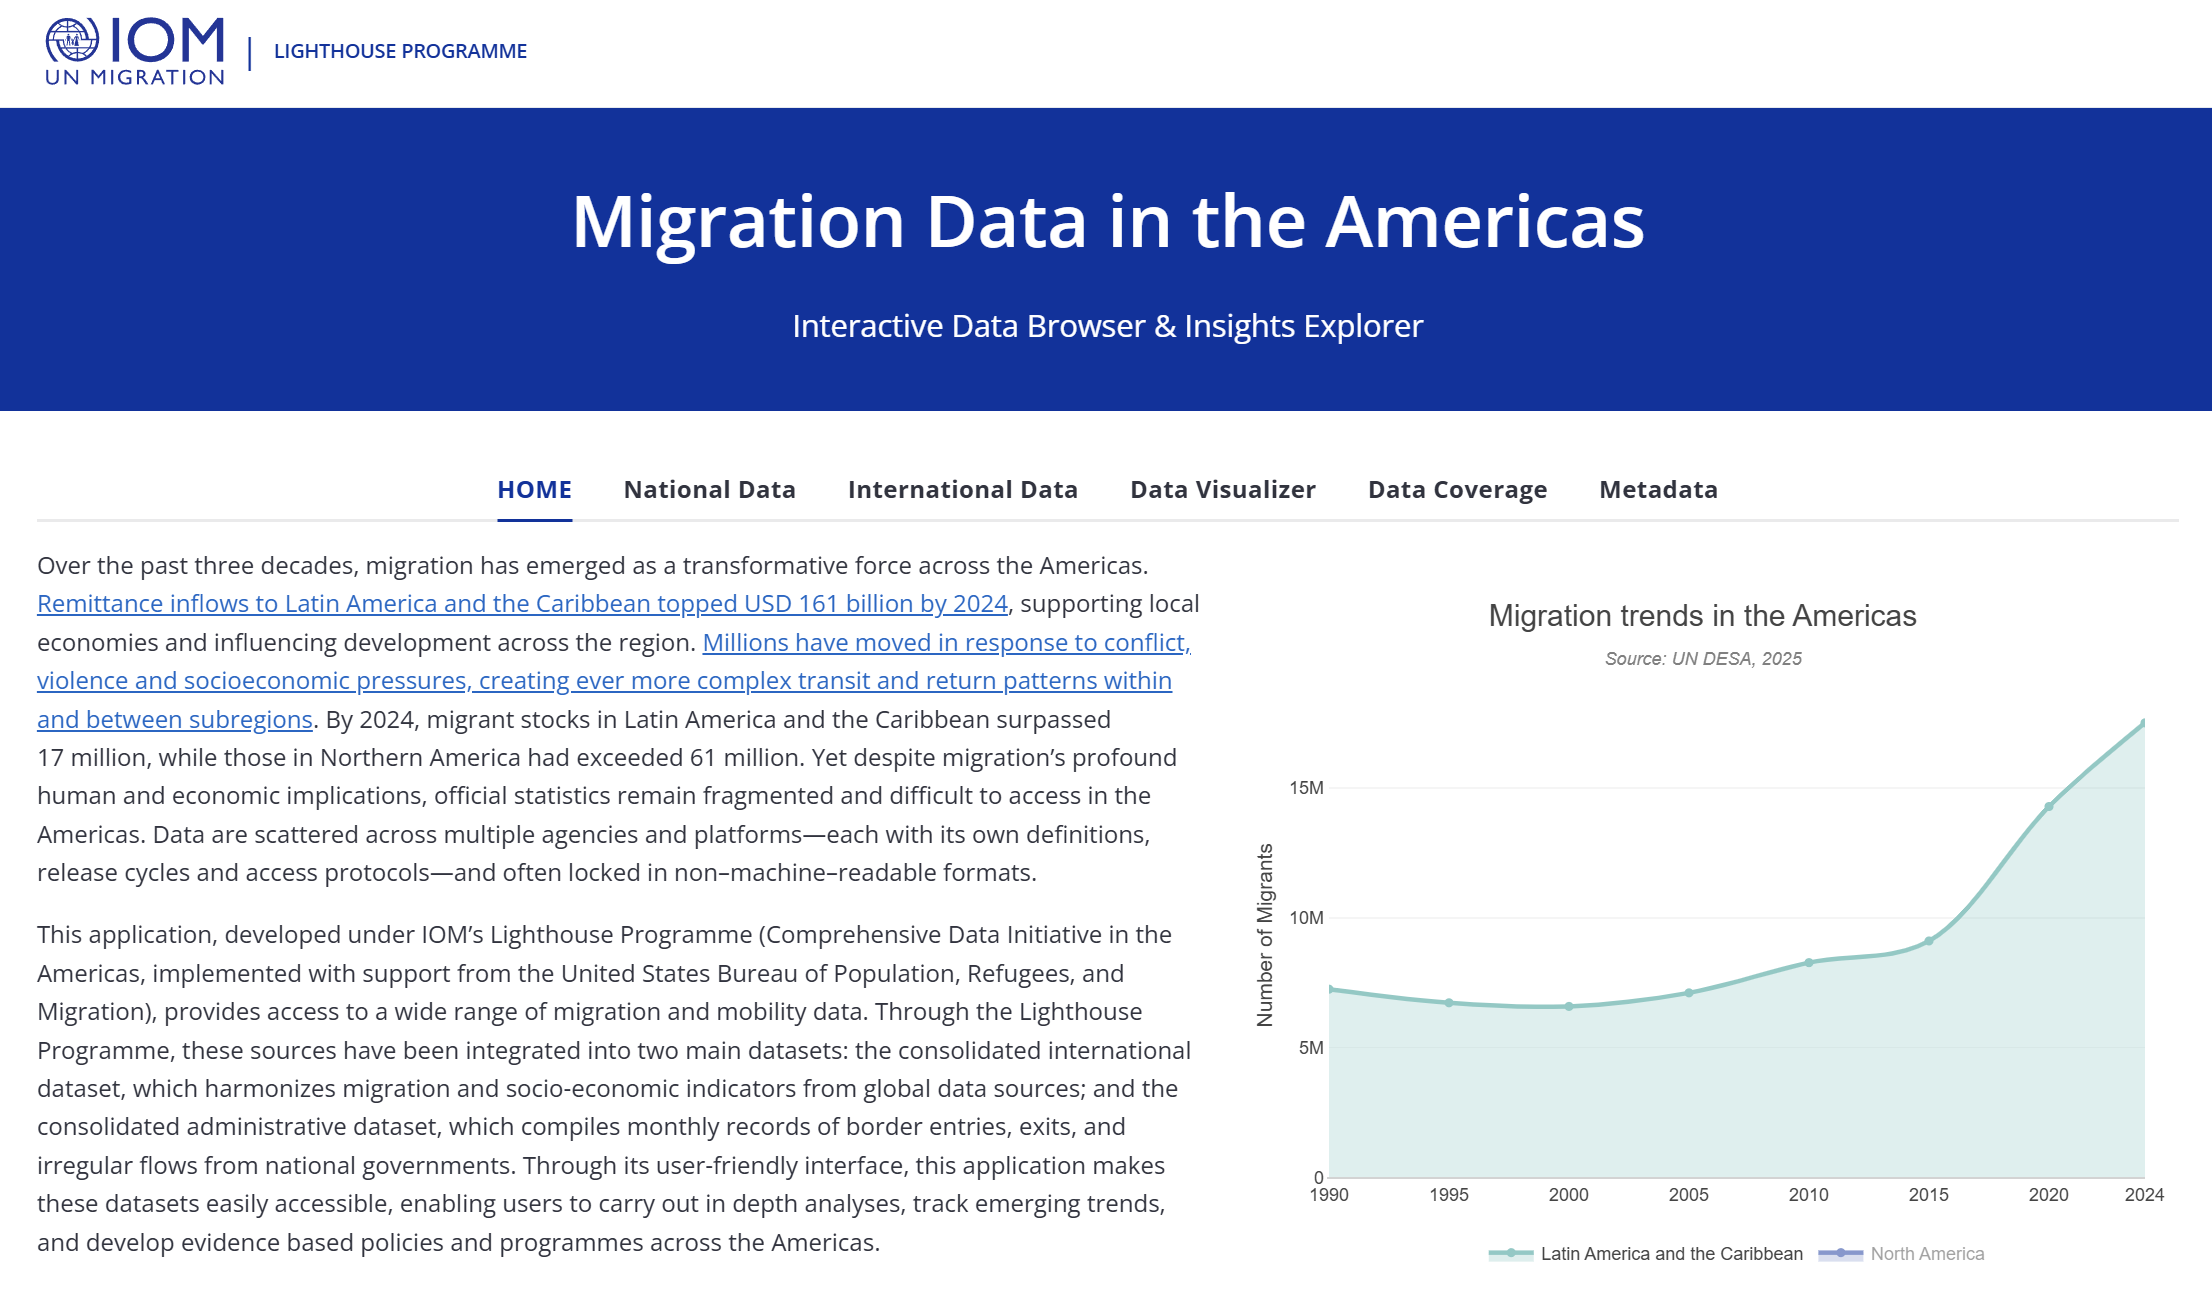 IOM
UN MIGRATION
LIGHTHOUSE PROGRAMME
Migration Data in the Americas
Interactive Data Browser & Insights Explorer
HOME National Data International Data Data Visualizer Data Coverage Metadata
Over the past three decades, migration has emerged as a transformative force across the Americas.
Remittance inflows to Latin America and the Caribbean topped USD 161 billion by 2024, supporting local
economies and influencing development across the region. Millions have moved in response to conflict,
violence and socioeconomic pressures, creating ever more complex transit and return patterns within
and between subregions. By 2024, migrant stocks in Latin America and the Caribbean surpassed
17 million, while those in Northern America had exceeded 61 million. Yet despite migration’s profound
human and economic implications, official statistics remain fragmented and difficult to access in the
Americas. Data are scattered across multiple agencies and platforms—each with its own definitions,
release cycles and access protocols—and often locked in non–machine–readable formats.
This application, developed under IOM’s Lighthouse Programme (Comprehensive Data Initiative in the
Americas, implemented with support from the United States Bureau of Population, Refugees, and
Migration), provides access to a wide range of migration and mobility data. Through the Lighthouse
Programme, these sources have been integrated into two main datasets: the consolidated international
dataset, which harmonizes migration and socio-economic indicators from global data sources; and the
consolidated administrative dataset, which compiles monthly records of border entries, exits, and
irregular flows from national governments. Through its user-friendly interface, this application makes
these datasets easily accessible, enabling users to carry out in depth analyses, track emerging trends,
and develop evidence based policies and programmes across the Americas.
Migration trends in the Americas
Source: UN DESA, 2025
Number of Migrants
15M
10M
5M
0
1990 1995 2000 2005 2010 2015 2020 2024
Latin America and the Caribbean North America